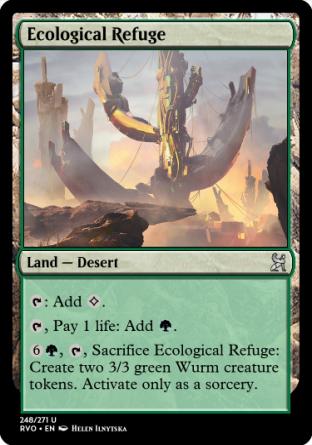 Ecological Refuge
Land — Desert
: Add .
, Pay 1 life: Add .
6 , , Sacrifice Ecological Refuge:
Create two 3/3 green Wurm creature
tokens. Activate only as a sorcery.
248/271 U
RVO • EN Helen Ilnytska